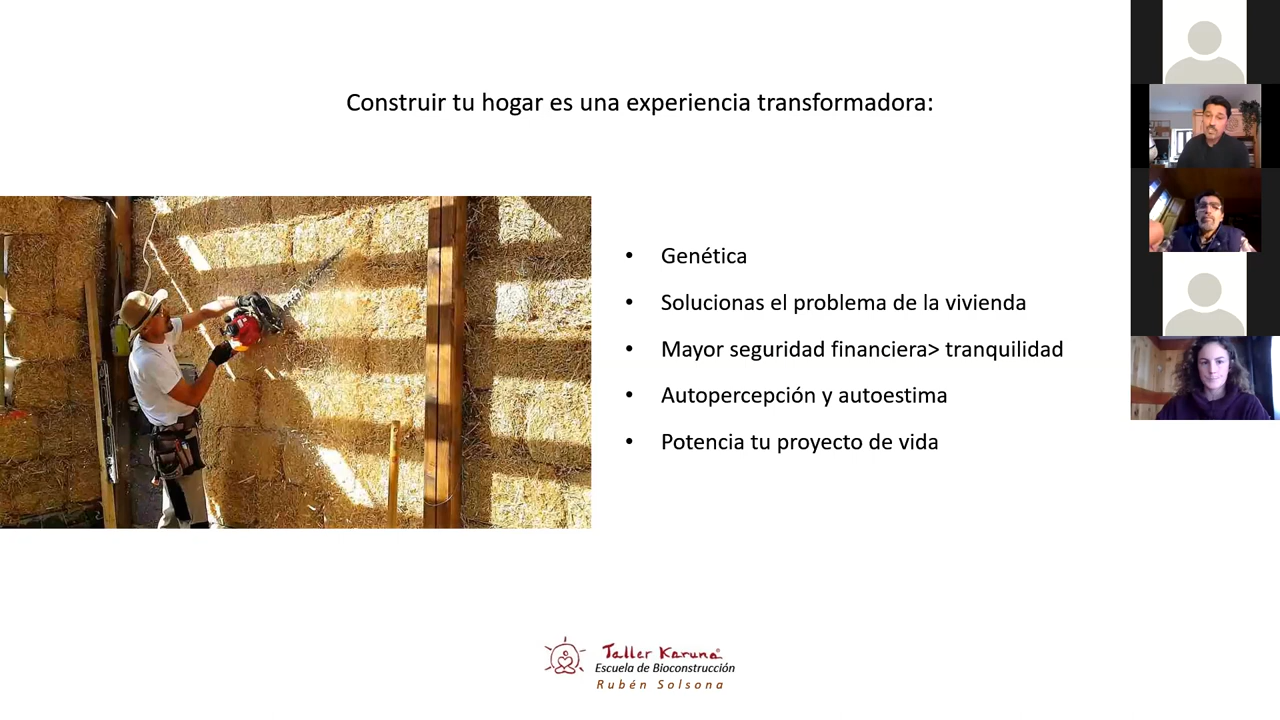 Construir tu hogar es una experiencia transformadora:
• Genética
• Solucionas el problema de la vivienda
• Mayor seguridad financiera> tranquilidad
• Autopercepción y autoestima
• Potencia tu proyecto de vida
Taller Karuna
Escuela de Bioconstrucción
Rubén Solsona